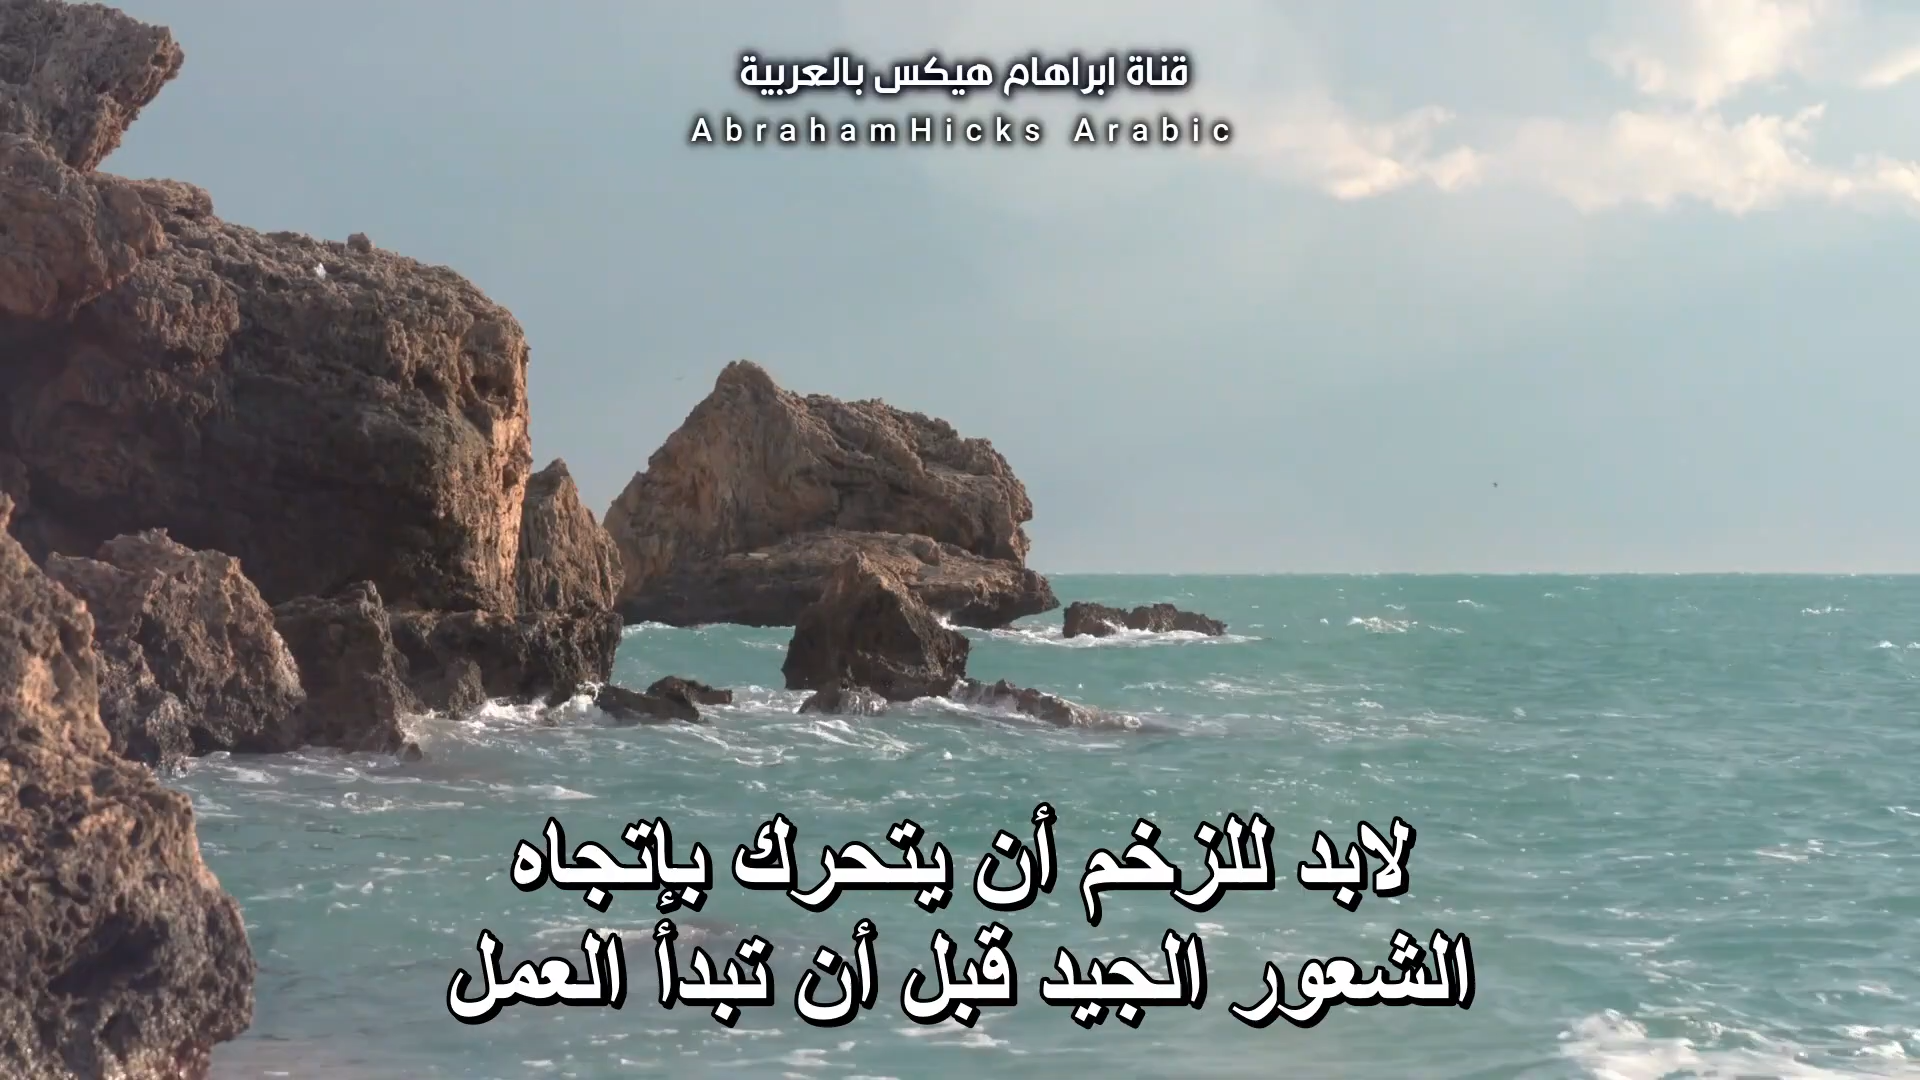 قناة ابراهام هيكس بالعربية
AbrahamHicks Arabic
لابد للزخم أن يتحرك بإتجاه
الشعور الجيد قبل أن تبدأ العمل